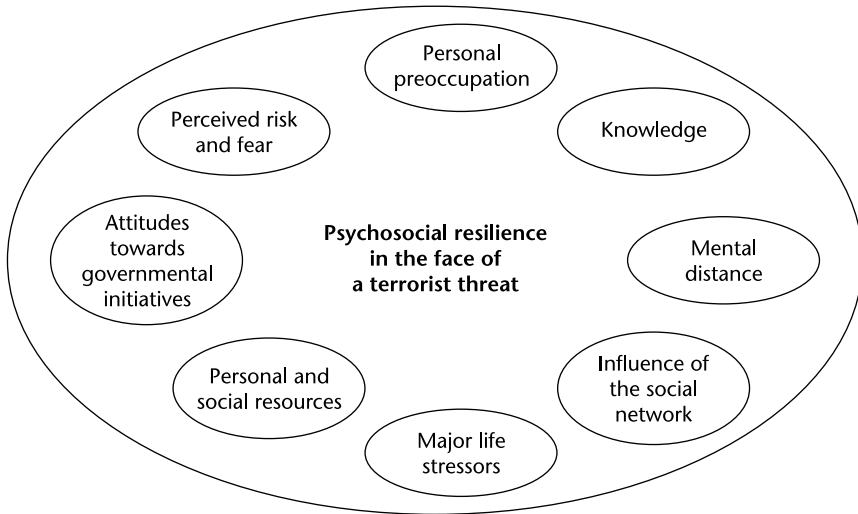 Personal
preoccupation
Perceived risk
and fear
Knowledge
Attitudes
towards
governmental
initiatives
Psychosocial resilience
in the face of
a terrorist threat
Mental
distance
Personal and
social resources
Influence of
the social
network
Major life
stressors